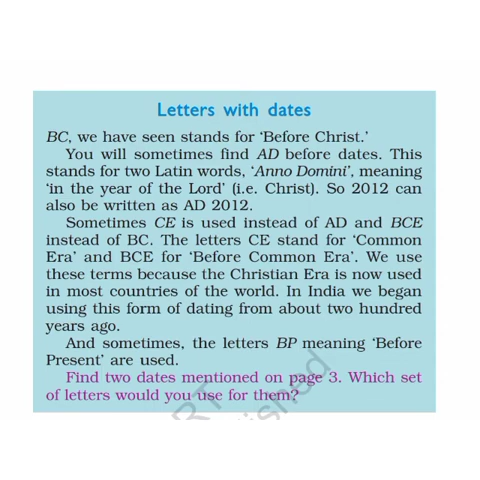 Letters with dates
BC, we have seen stands for ‘Before Christ.’
You will sometimes find AD before dates. This
stands for two Latin words, ‘Anno Domini’, meaning
‘in the year of the Lord’ (i.e. Christ). So 2012 can
also be written as AD 2012.
Sometimes CE is used instead of AD and BCE
instead of BC. The letters CE stand for ‘Common
Era’ and BCE for ‘Before Common Era’. We use
these terms because the Christian Era is now used
in most countries of the world. In India we began
using this form of dating from about two hundred
years ago.
And sometimes, the letters BP meaning ‘Before
Present’ are used.
Find two dates mentioned on page 3. Which set
of letters would you use for them?